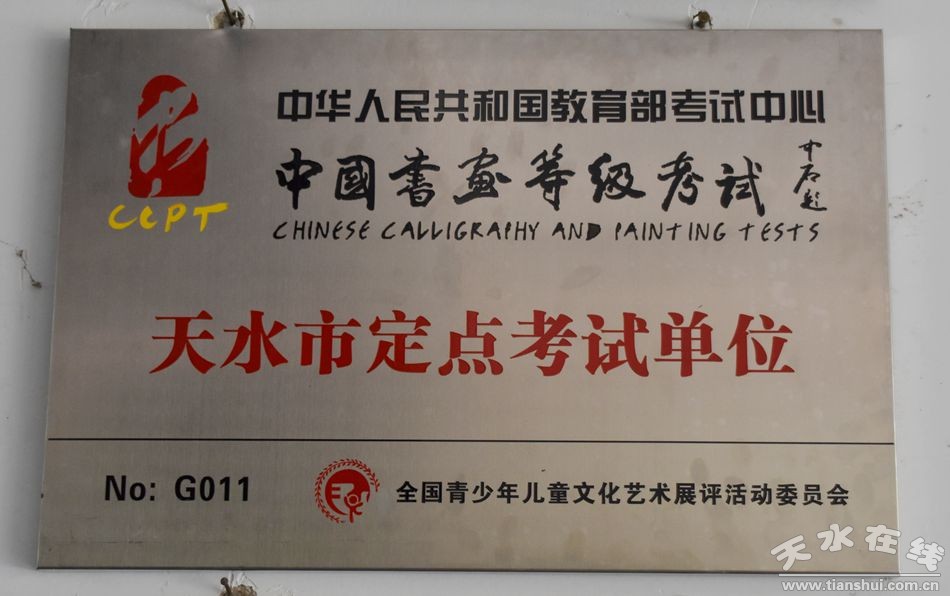 中华人民共和国教育部考试中心
中國書畫等级考试
中石题
CHINESE CALLIGRAPHY AND PAINTING TESTS
CCPT
天水市定点考试单位
No: G011
全国青少年儿童文化艺术展评活动委员会
天水在线
www.tianshui.com.cn